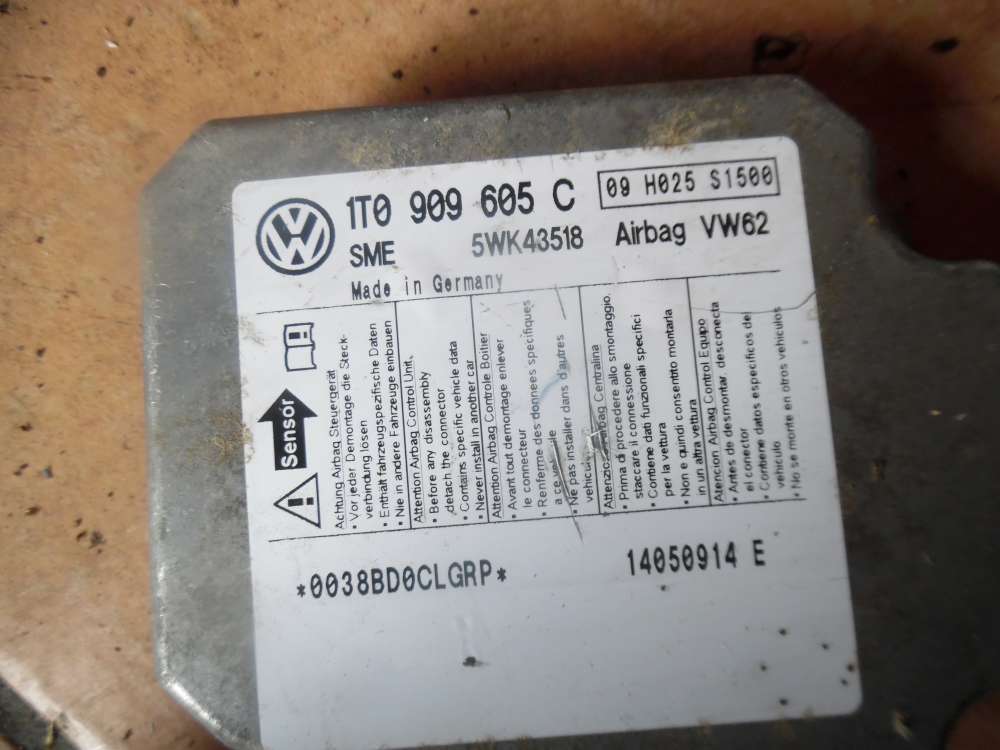 1T0 909 605 C
09 H025 S1500
SME
5WK43518
Airbag VW62
Made in Germany
Sensor
Achtung Airbag Steuergerät
• Vor jeder Demontage die Steck-
verbindung lösen
• Enthält fahrzeugspezifische Daten
• Nie in andere Fahrzeuge einbauen
Attention Airbag Control Unit.
• Before any disassembly
detach the connector
• Contains specific vehicle data
• Never install in another car
Attention Airbag Controle Boitier
• Avant tout demontage enlever
le connecteur
• Renferme des donnees specifiques
a ce vehicule
• Ne pas installer dans d'autres
vehicules
Attenzione Airbag Centralina
• Prima di procedere allo smontaggio,
staccare il connessione
• Contiene dati funzionali specifici
per la vettura
• Non e quindi consentito montarla
in un altra vettura
Atencion Airbag Control Equipo
• Antes de desmontar, desconecta
el conector
• Contiene datos especificos del
vehiculo
• No se monte en otros vehiculos
*0038BD0CLGRP*
14050914 E